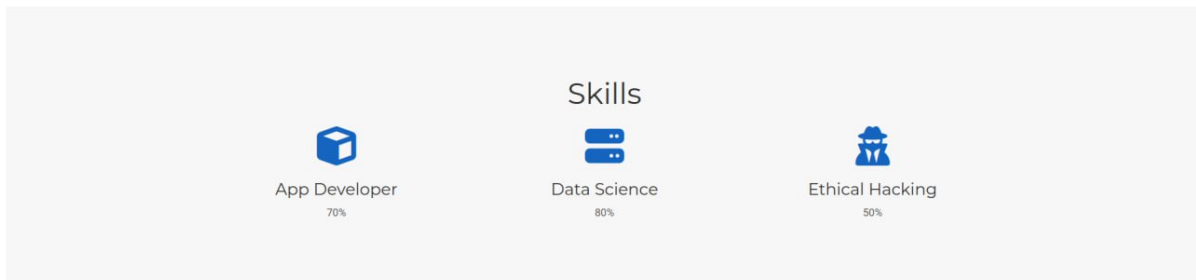 Skills
App Developer
70%
Data Science
80%
Ethical Hacking
50%